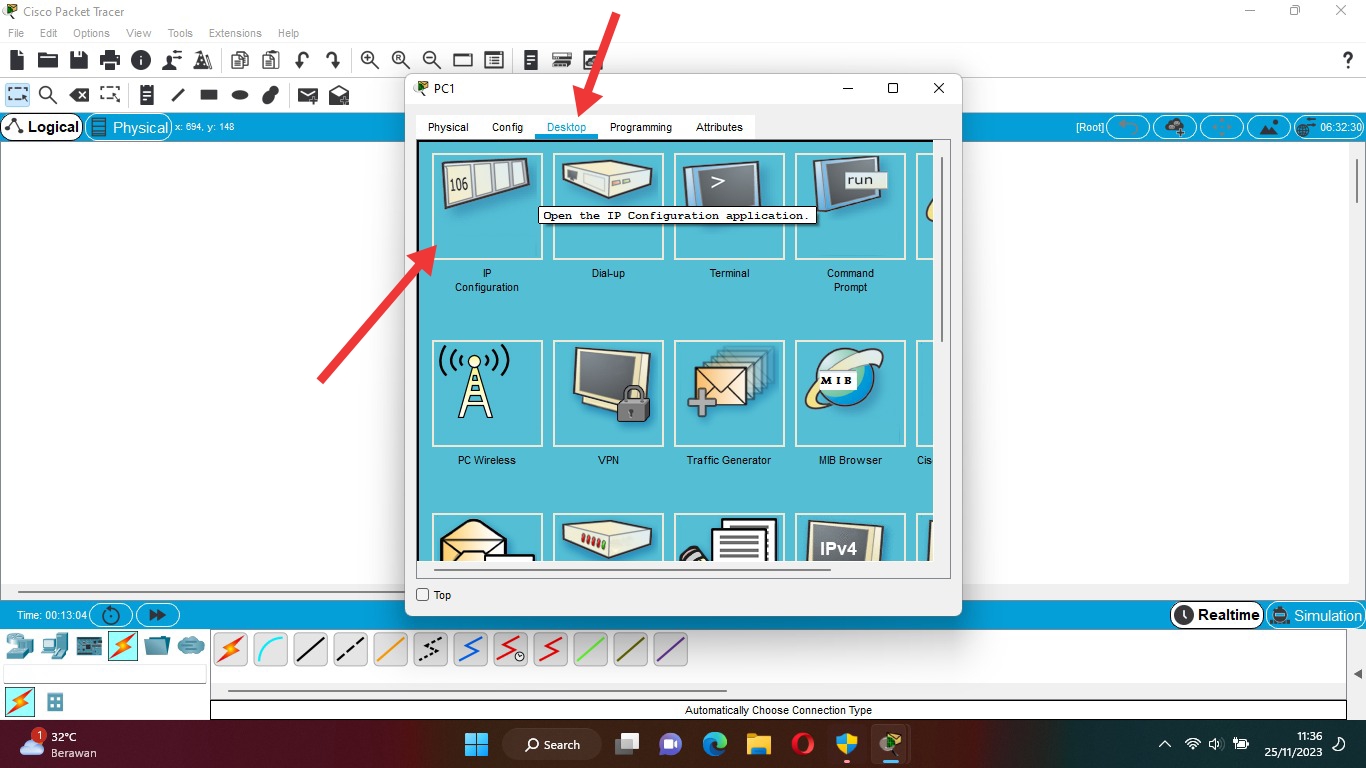 Cisco Packet Tracer
File Edit Options View Tools Extensions Help
PC1
Logical
Physical
x: 694, y: 148
[Root]
06:32:30
Physical Config Desktop Programming Attributes
106
>
run
Open the IP Configuration application.
IP
Configuration
Dial-up
Terminal
Command
Prompt
MIB
PC Wireless
VPN
Traffic Generator
MIB Browser
Cis
IPv4
Top
Time: 00:13:04
Realtime
Simulation
Automatically Choose Connection Type
1
32°C
Berawan
Search
11:36
25/11/2023